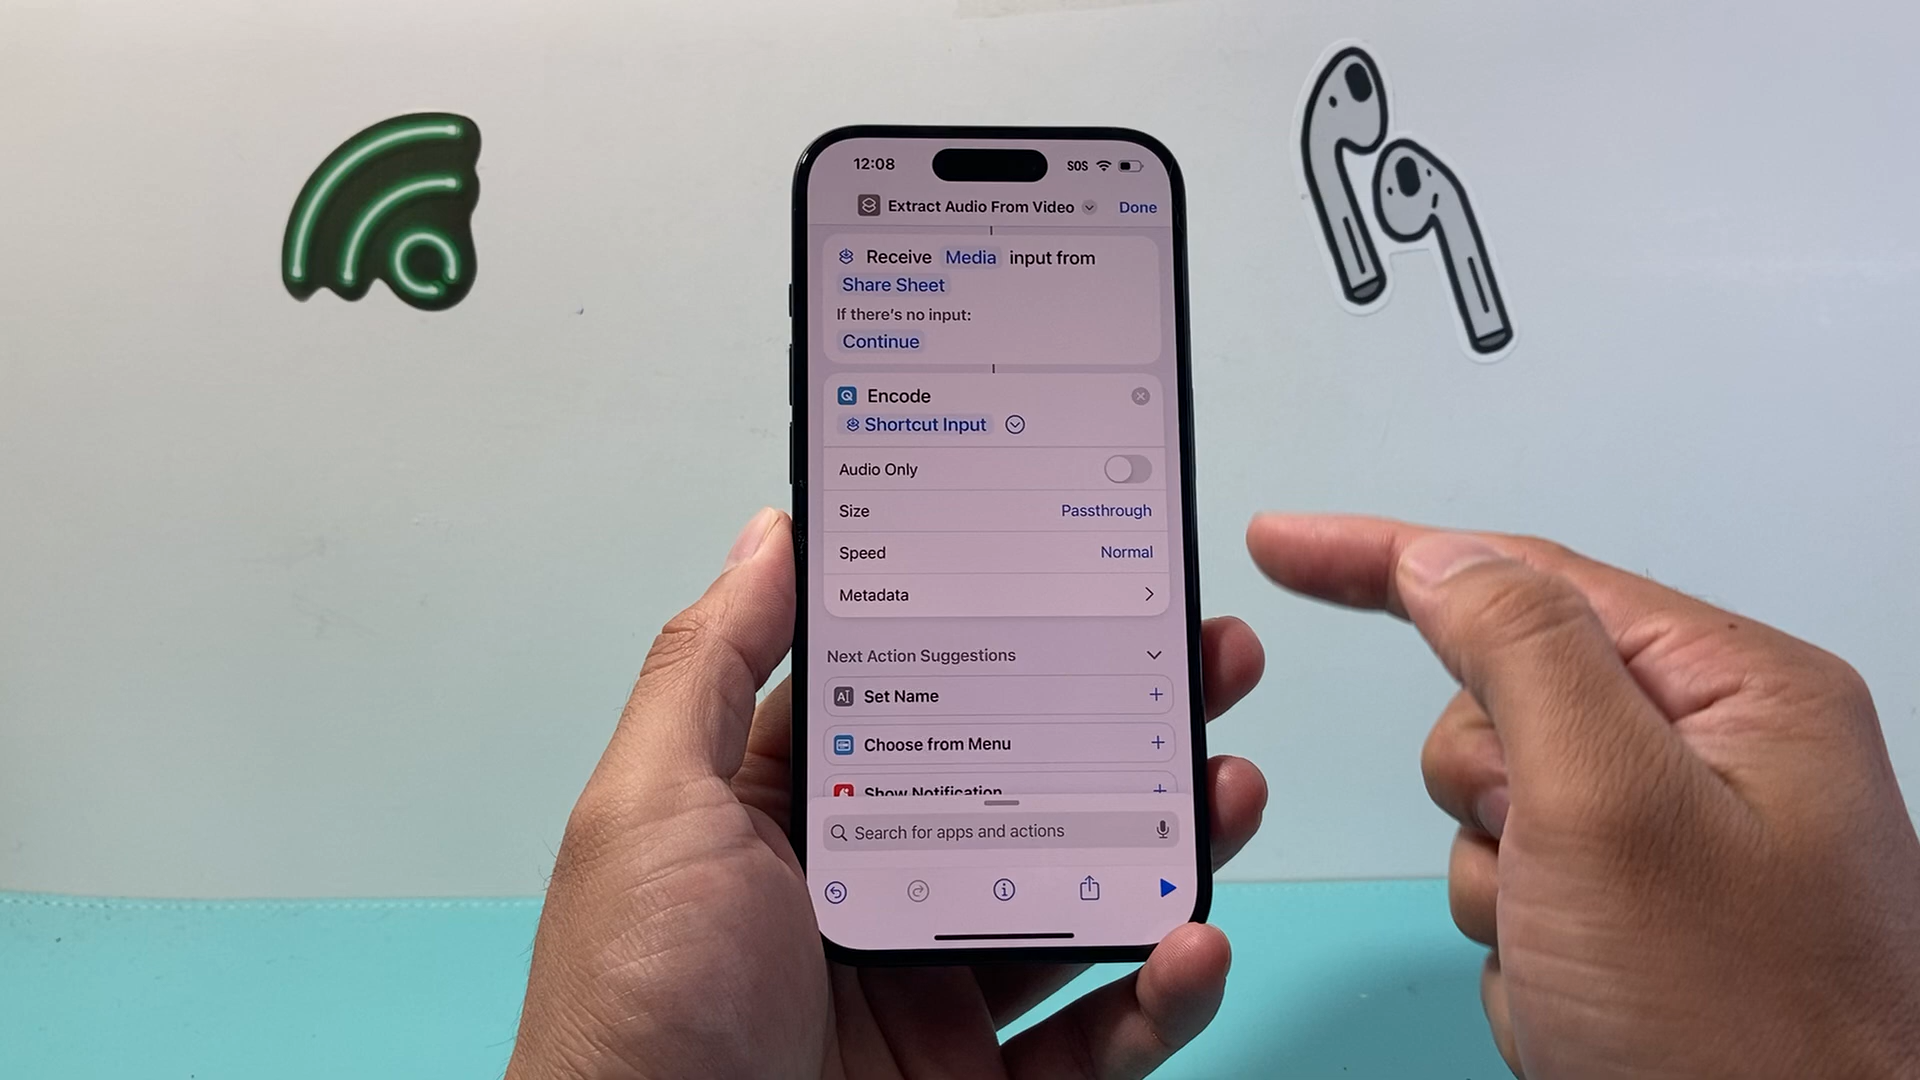 12:08 SOS
Extract Audio From Video Done
Receive Media input from
Share Sheet
If there's no input:
Continue
Encode
Shortcut Input
Audio Only
Size Passthrough
Speed Normal
Metadata
Next Action Suggestions
Set Name
Choose from Menu
Show Notification
Search for apps and actions